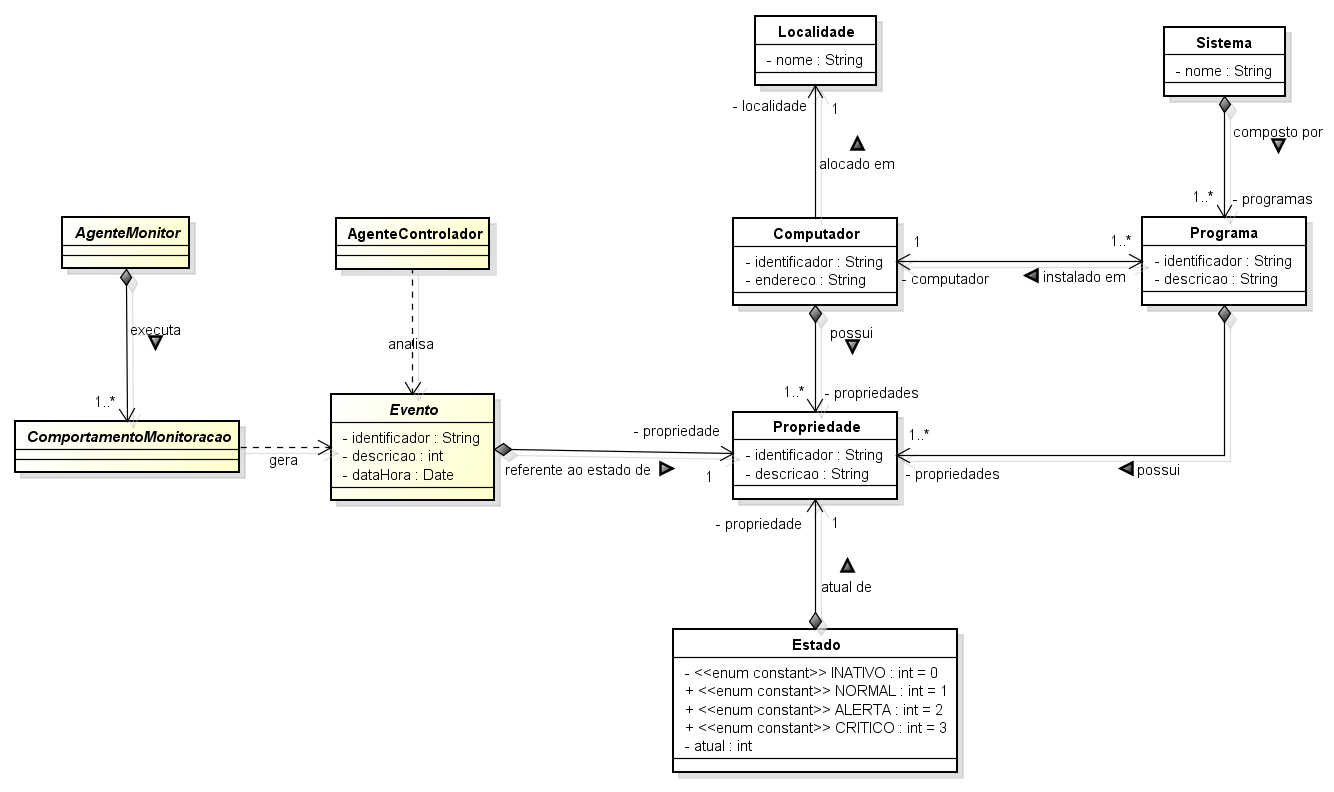 Localidade
- nome : String
Sistema
- nome : String
- localidade
1
alocado em
composto por
1..*
- programas
AgenteMonitor
AgenteControlador
Computador
- identificador : String
- endereco : String
1
- computador
1..*
instalado em
Programa
- identificador : String
- descricao : String
executa
1..*
analisa
possui
1..*
- propriedades
ComportamentoMonitoracao
gera
Evento
- identificador : String
- descricao : int
- dataHora : Date
- propriedade
referente ao estado de
1
Propriedade
- identificador : String
- descricao : String
1..*
- propriedades
possui
- propriedade
1
atual de
Estado
- <<enum constant>> INATIVO : int = 0
+ <<enum constant>> NORMAL : int = 1
+ <<enum constant>> ALERTA : int = 2
+ <<enum constant>> CRITICO : int = 3
- atual : int